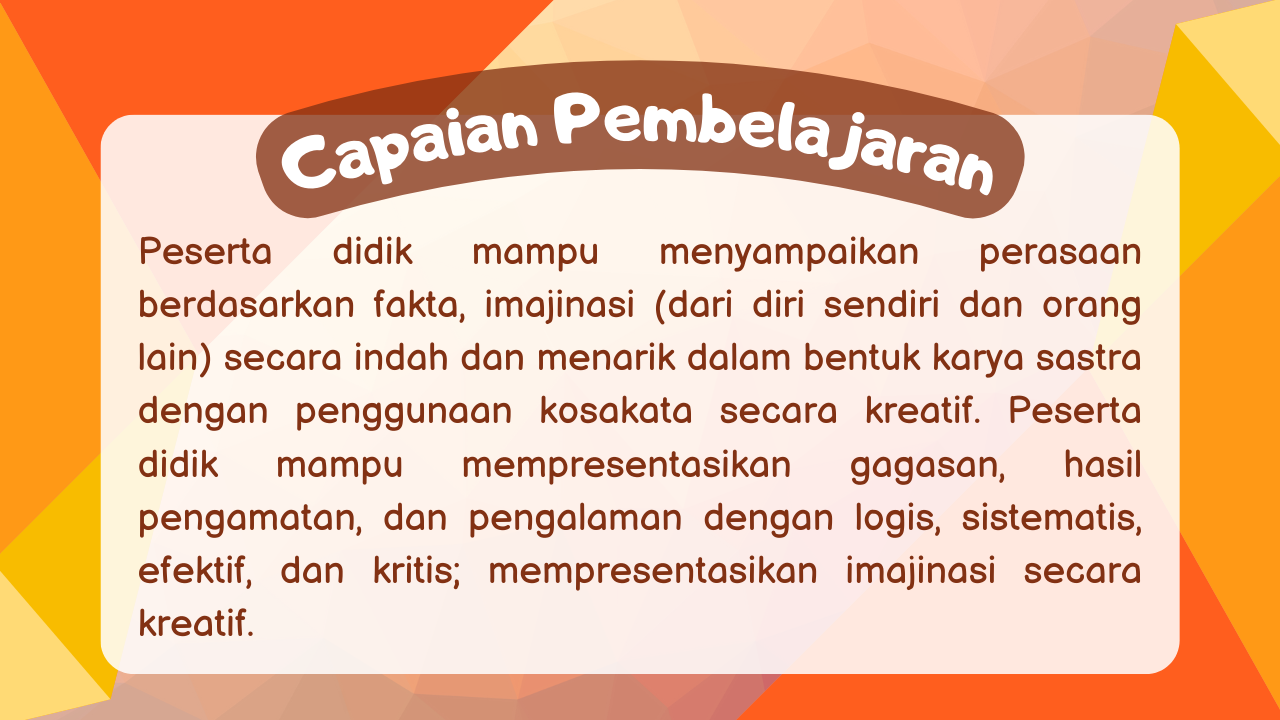 Capaian Pembelajaran
Peserta didik mampu menyampaikan perasaan
berdasarkan fakta, imajinasi (dari diri sendiri dan orang
lain) secara indah dan menarik dalam bentuk karya sastra
dengan penggunaan kosakata secara kreatif. Peserta
didik mampu mempresentasikan gagasan, hasil
pengamatan, dan pengalaman dengan logis, sistematis,
efektif, dan kritis; mempresentasikan imajinasi secara
kreatif.